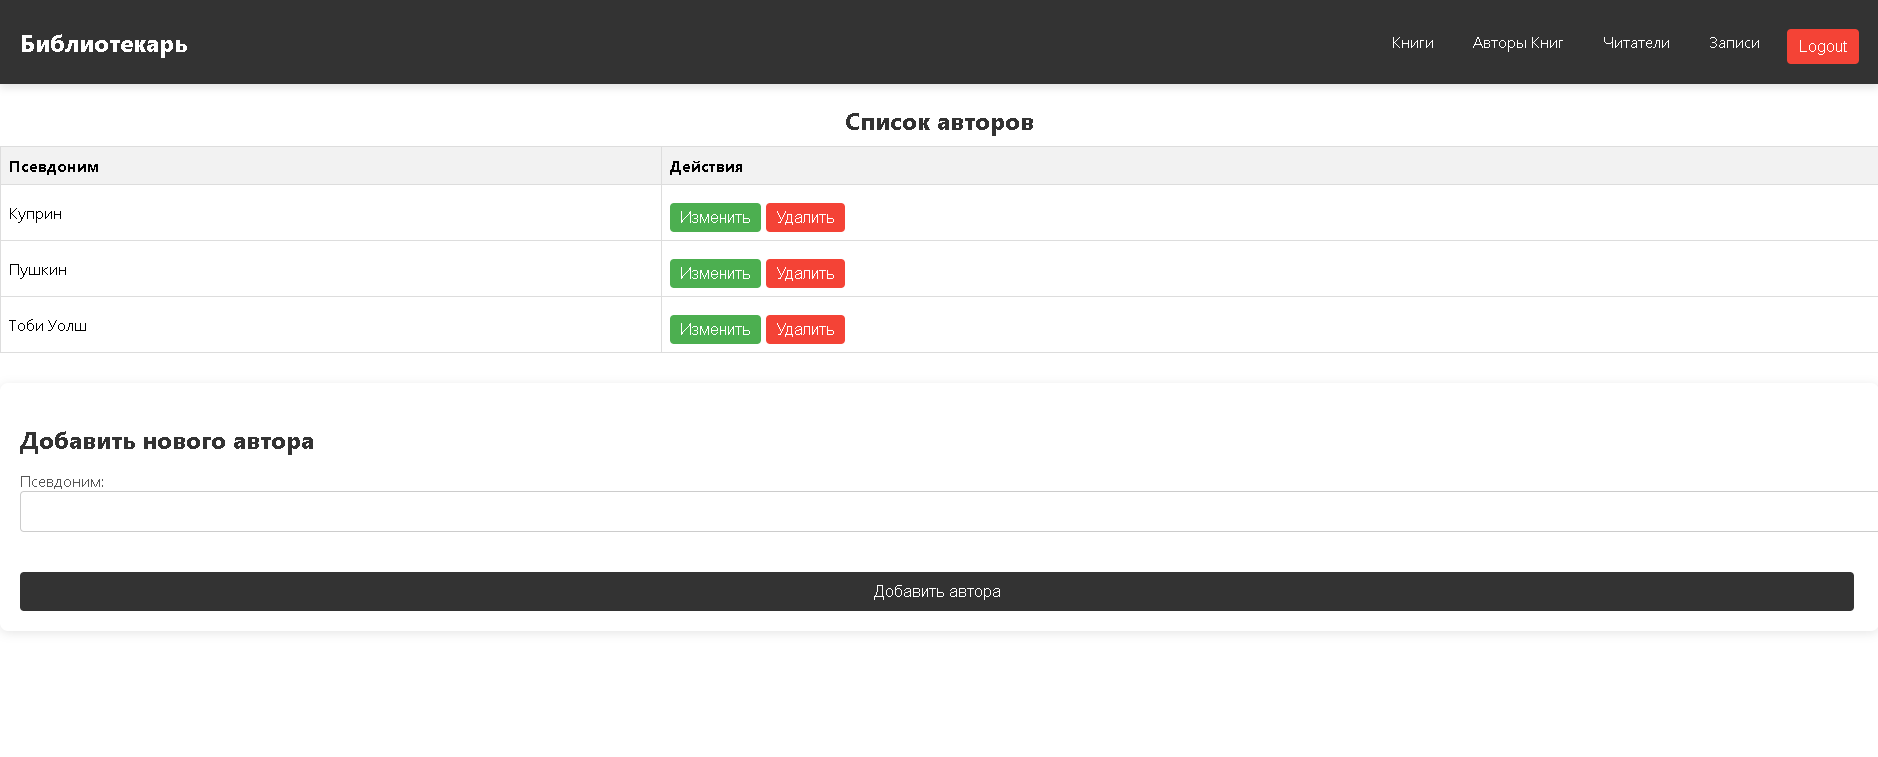 Библиотекарь Книги Авторы Книг Читатели Записи Logout
Список авторов
Псевдоним Действия
Куприн Изменить Удалить
Пушкин Изменить Удалить
Тоби Уолш Изменить Удалить
Добавить нового автора
Псевдоним:
Добавить автора